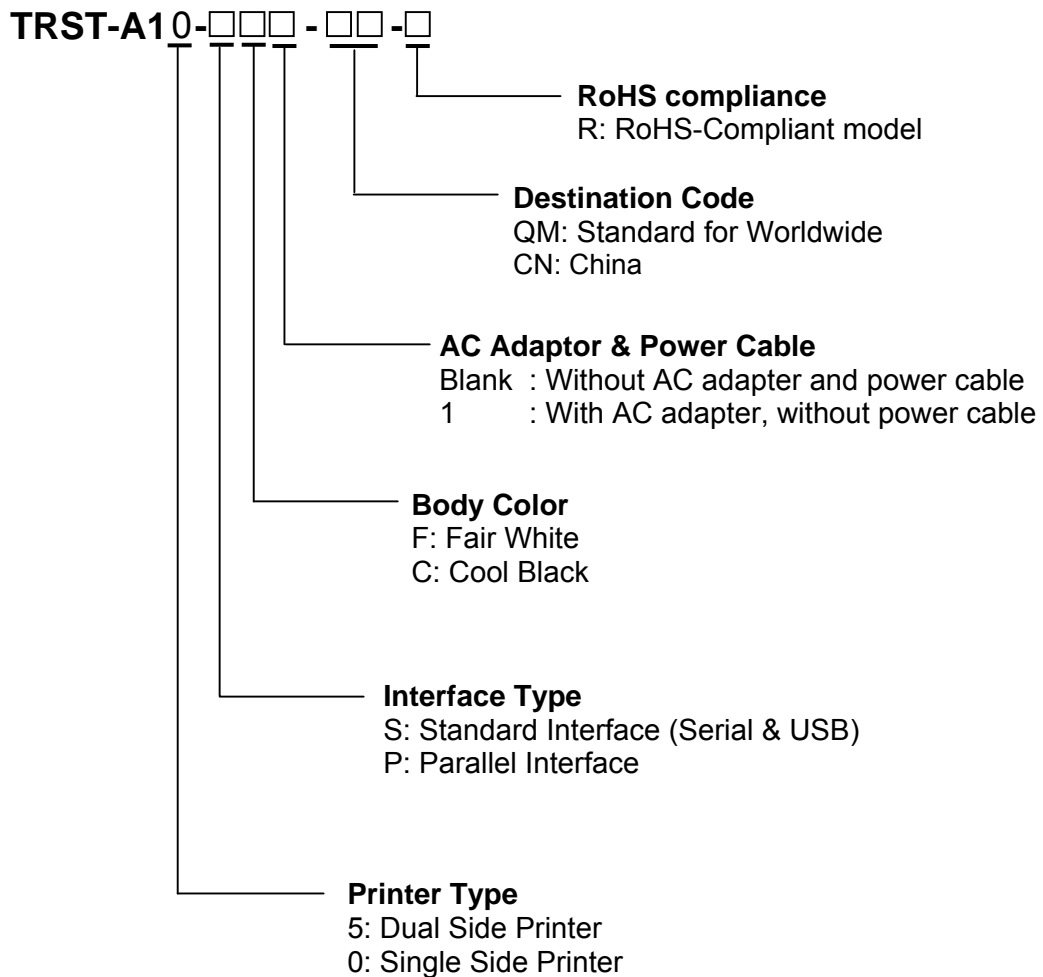 TRST-A10-□□□ - □□ -□
RoHS compliance
R: RoHS-Compliant model
Destination Code
QM: Standard for Worldwide
CN: China
AC Adaptor & Power Cable
Blank : Without AC adapter and power cable
1 : With AC adapter, without power cable
Body Color
F: Fair White
C: Cool Black
Interface Type
S: Standard Interface (Serial & USB)
P: Parallel Interface
Printer Type
5: Dual Side Printer
0: Single Side Printer